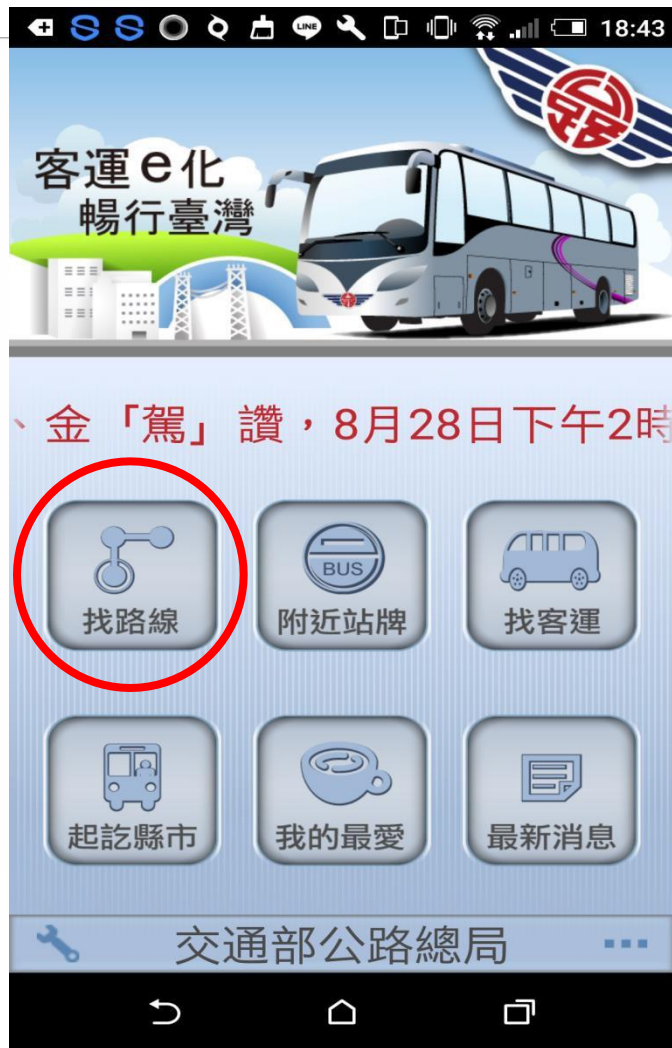 LINE
18:43
客運e化
暢行臺灣
路
、金「駕」讚，8月28日下午2時
找路線
BUS
附近站牌
找客運
起訖縣市
我的最愛
最新消息
交通部公路總局